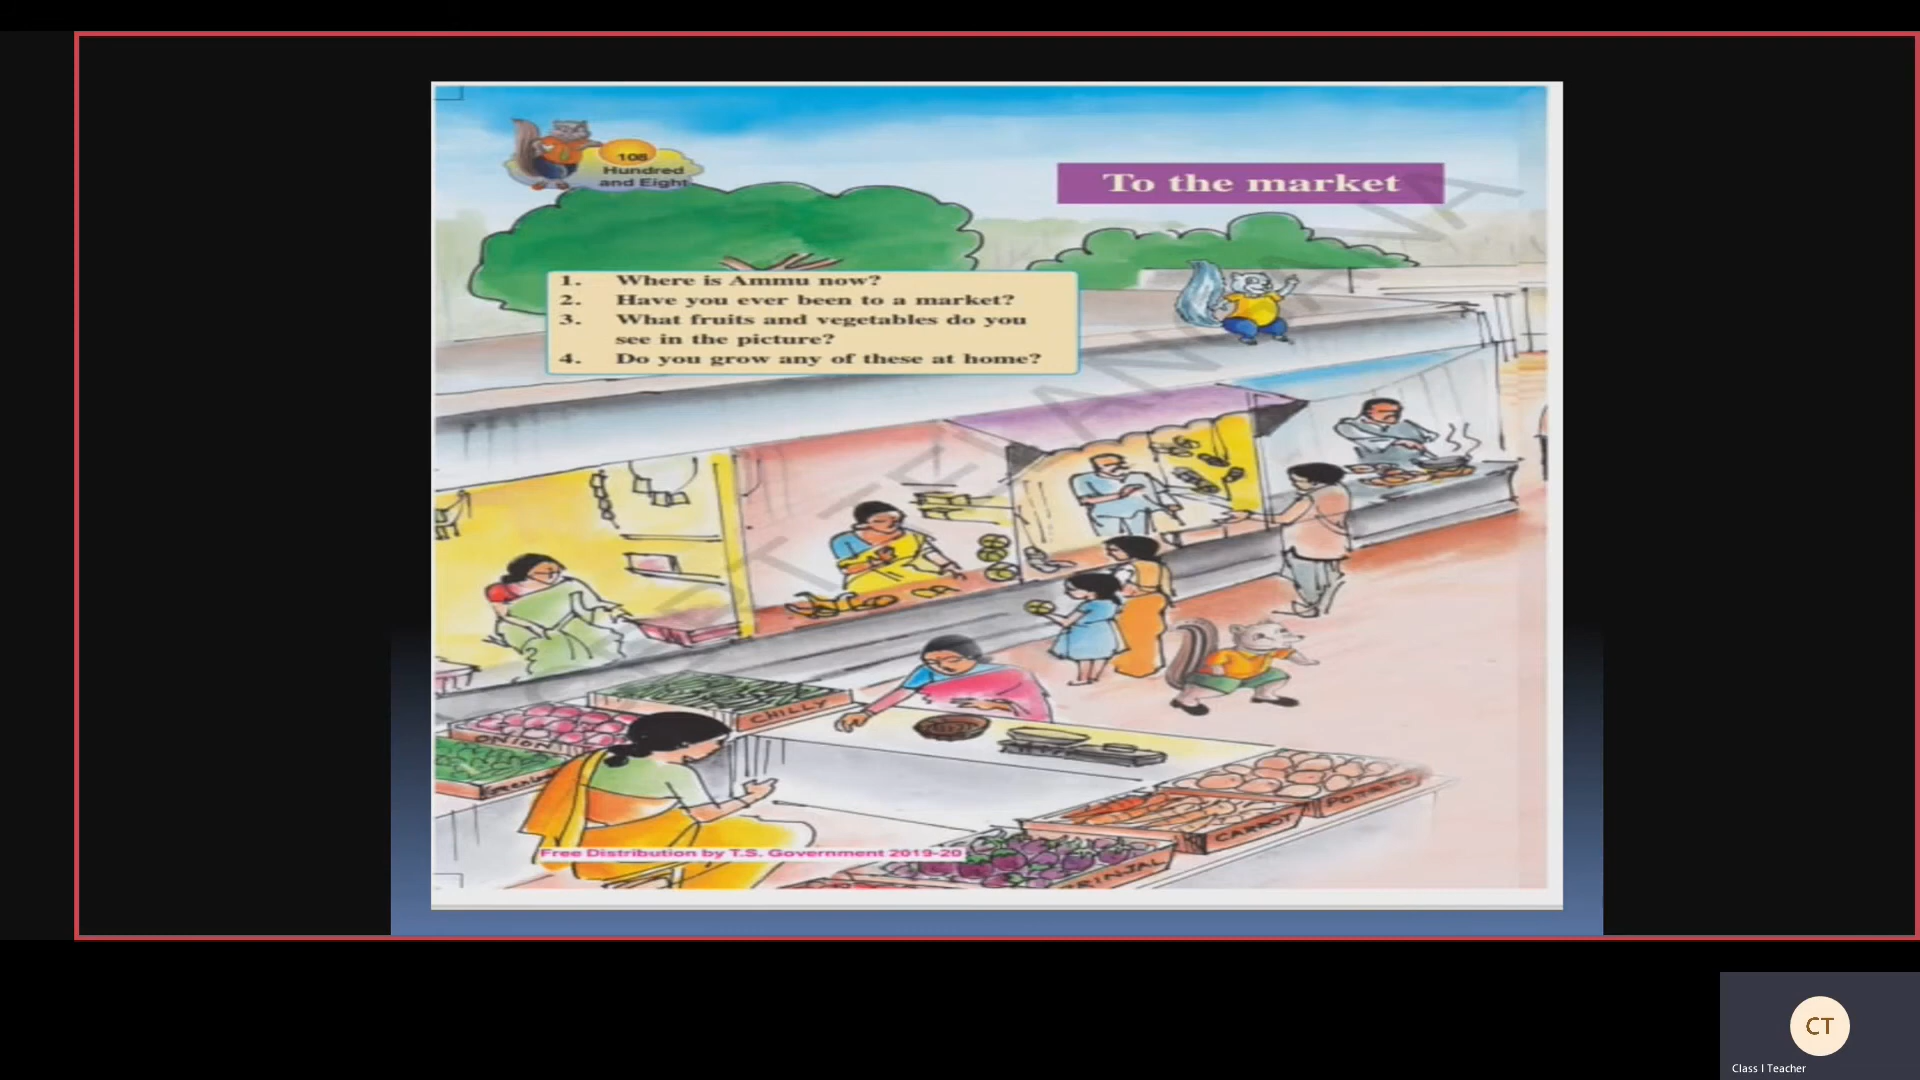 108
Hundred
and Eight
To the market
1. Where is Ammu now?
2. Have you ever been to a market?
3. What fruits and vegetables do you
see in the picture?
4. Do you grow any of these at home?
CHILLY
ONION
POTATO
CARROT
BRINJAL
Free Distribution by T.S. Government 2019-20
CT
Class I Teacher